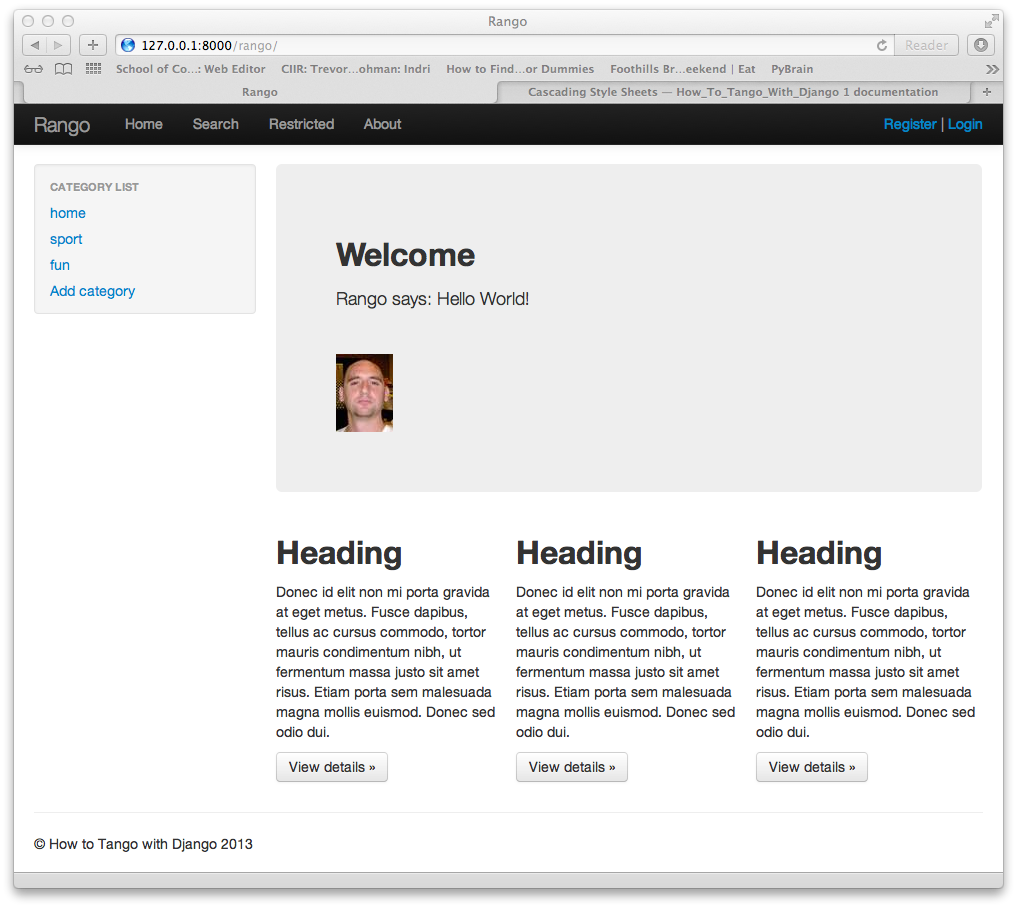 Rango
127.0.0.1:8000/rango/
Reader
School of Co...: Web Editor CIIR: Trevor...ohman: Indri How to Find...or Dummies Foothills Br...eekend | Eat PyBrain
Rango
Cascading Style Sheets — How_To_Tango_With_Django 1 documentation
Rango Home Search Restricted About Register | Login
CATEGORY LIST
home
sport
fun
Add category
Welcome
Rango says: Hello World!
Heading
Donec id elit non mi porta gravida
at eget metus. Fusce dapibus,
tellus ac cursus commodo, tortor
mauris condimentum nibh, ut
fermentum massa justo sit amet
risus. Etiam porta sem malesuada
magna mollis euismod. Donec sed
odio dui.
View details »
Heading
Donec id elit non mi porta gravida
at eget metus. Fusce dapibus,
tellus ac cursus commodo, tortor
mauris condimentum nibh, ut
fermentum massa justo sit amet
risus. Etiam porta sem malesuada
magna mollis euismod. Donec sed
odio dui.
View details »
Heading
Donec id elit non mi porta gravida
at eget metus. Fusce dapibus,
tellus ac cursus commodo, tortor
mauris condimentum nibh, ut
fermentum massa justo sit amet
risus. Etiam porta sem malesuada
magna mollis euismod. Donec sed
odio dui.
View details »
© How to Tango with Django 2013